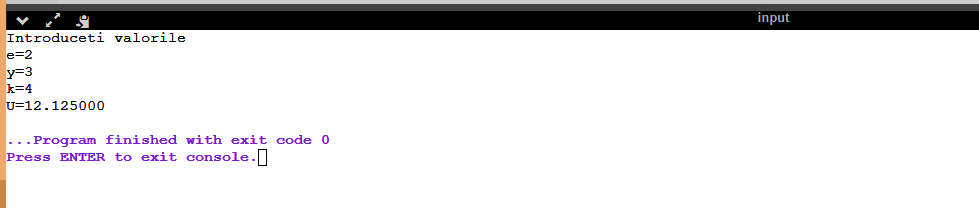 input
Introduceti valorile
e=2
y=3
k=4
U=12.125000
...Program finished with exit code 0
Press ENTER to exit console.